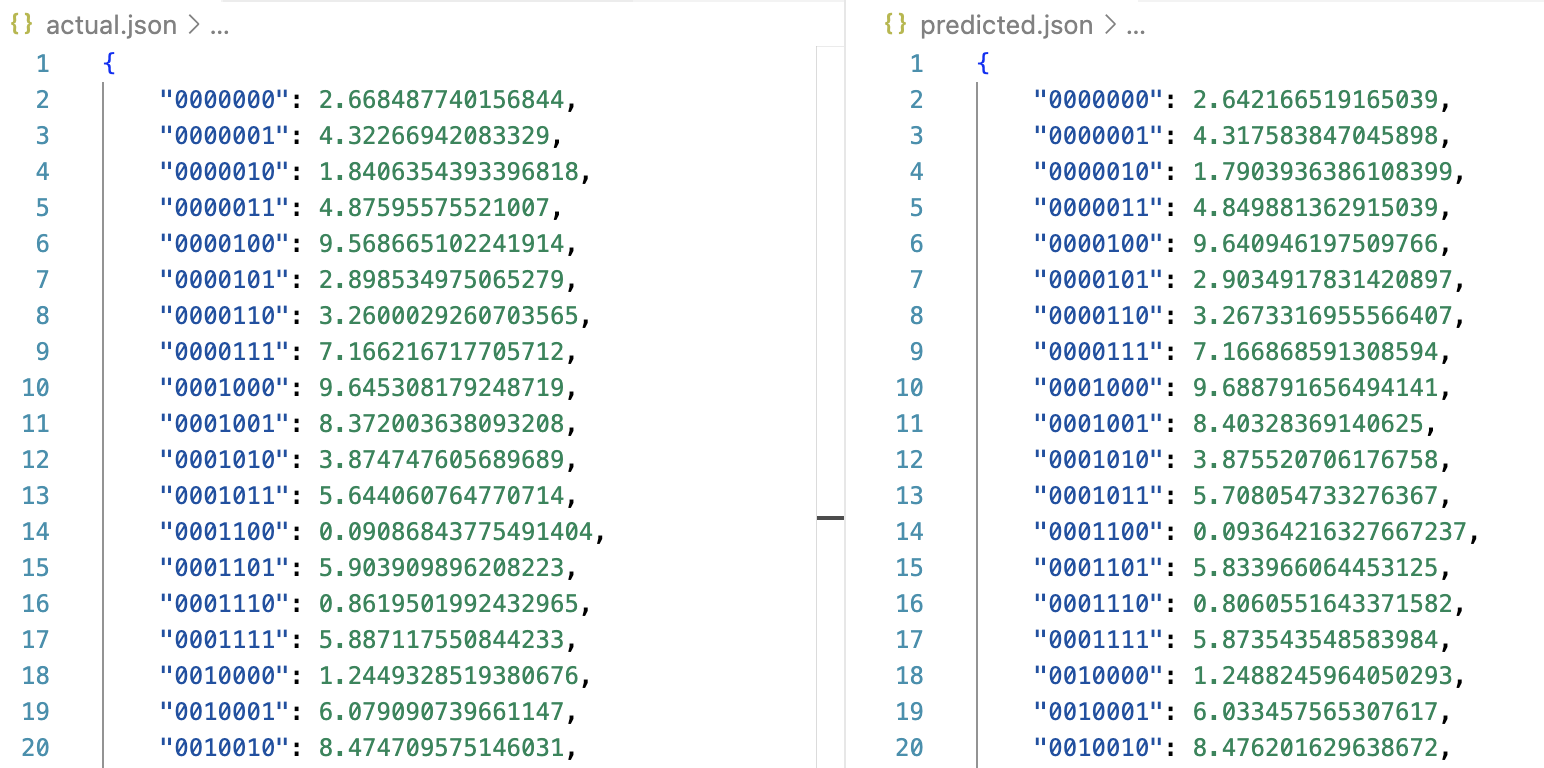 {} actual.json > ...
1 {
2 "0000000": 2.668487740156844,
3 "0000001": 4.32266942083329,
4 "0000010": 1.8406354393396818,
5 "0000011": 4.87595575521007,
6 "0000100": 9.568665102241914,
7 "0000101": 2.898534975065279,
8 "0000110": 3.2600029260703565,
9 "0000111": 7.166216717705712,
10 "0001000": 9.645308179248719,
11 "0001001": 8.372003638093208,
12 "0001010": 3.874747605689689,
13 "0001011": 5.644060764770714,
14 "0001100": 0.09086843775491404,
15 "0001101": 5.903909896208223,
16 "0001110": 0.8619501992432965,
17 "0001111": 5.887117550844233,
18 "0010000": 1.2449328519380676,
19 "0010001": 6.079090739661147,
20 "0010010": 8.474709575146031,
{} predicted.json > ...
1 {
2 "0000000": 2.642166519165039,
3 "0000001": 4.317583847045898,
4 "0000010": 1.7903936386108399,
5 "0000011": 4.849881362915039,
6 "0000100": 9.640946197509766,
7 "0000101": 2.9034917831420897,
8 "0000110": 3.2673316955566407,
9 "0000111": 7.166868591308594,
10 "0001000": 9.688791656494141,
11 "0001001": 8.40328369140625,
12 "0001010": 3.875520706176758,
13 "0001011": 5.708054733276367,
14 "0001100": 0.093642163276672​37,
15 "0001101": 5.833966064453125,
16 "0001110": 0.8060551643371582,
17 "0001111": 5.873543548583984,
18 "0010000": 1.2488245964050293,
19 "0010001": 6.033457565307617,
20 "0010010": 8.476201629638672,